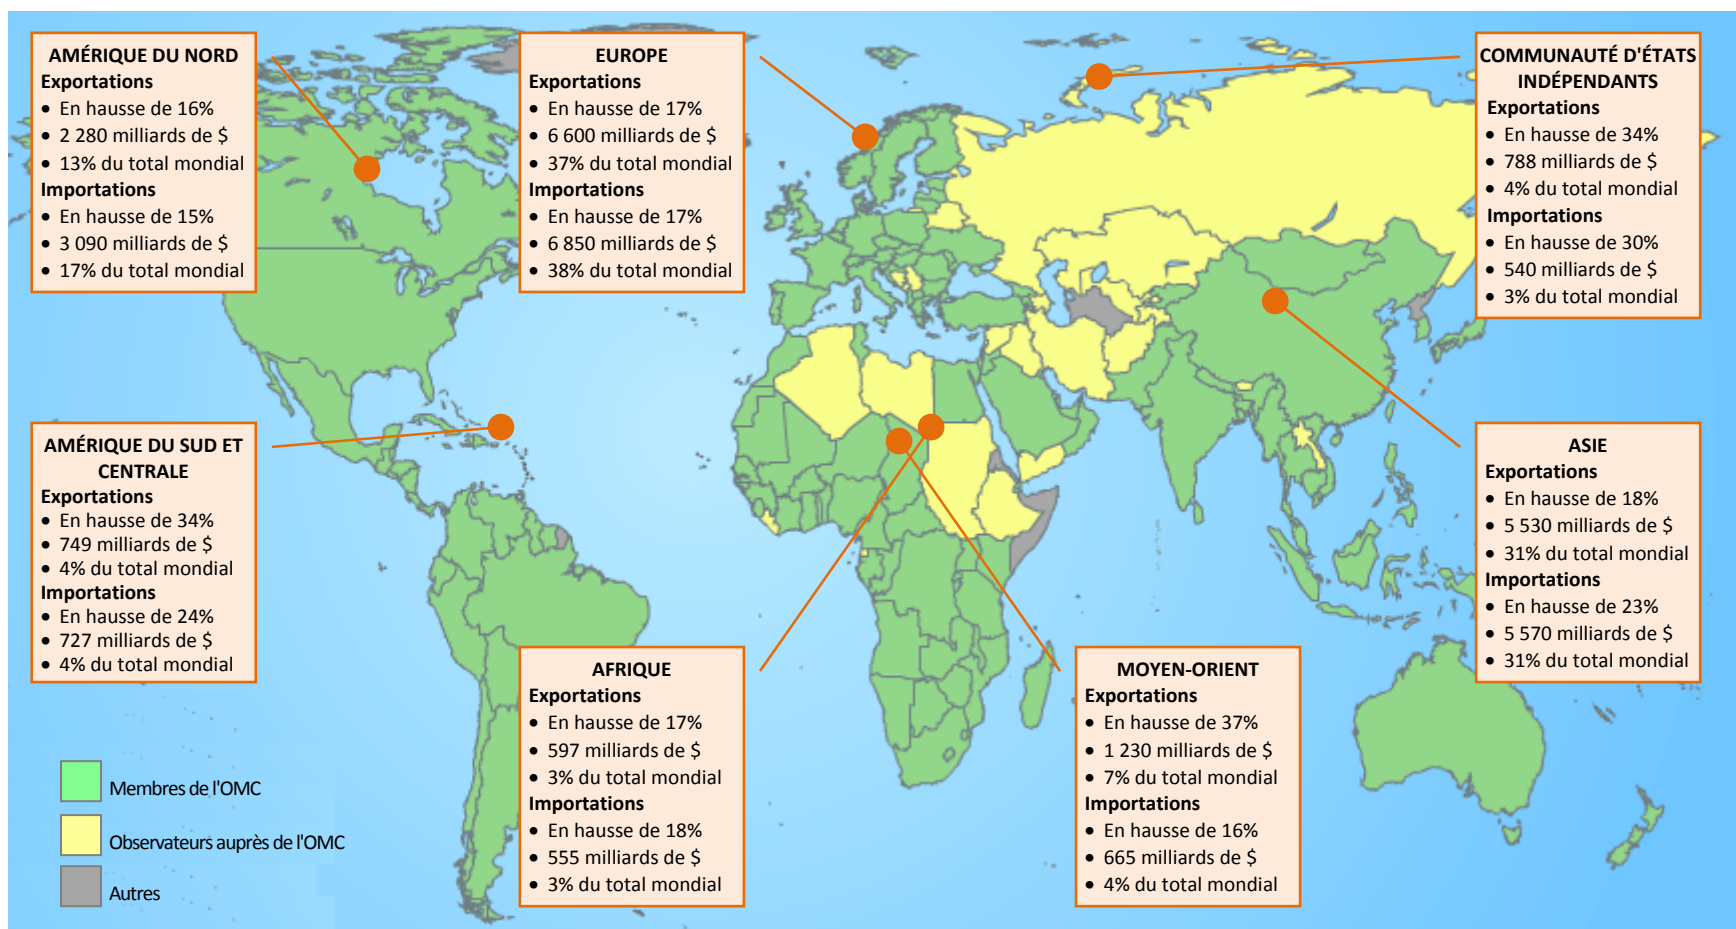 AMÉRIQUE DU NORD
Exportations
• En hausse de 16%
• 2 280 milliards de $
• 13% du total mondial
Importations
• En hausse de 15%
• 3 090 milliards de $
• 17% du total mondial
EUROPE
Exportations
• En hausse de 17%
• 6 600 milliards de $
• 37% du total mondial
Importations
• En hausse de 17%
• 6 850 milliards de $
• 38% du total mondial
COMMUNAUTÉ D'ÉTATS
INDÉPENDANTS
Exportations
• En hausse de 34%
• 788 milliards de $
• 4% du total mondial
Importations
• En hausse de 30%
• 540 milliards de $
• 3% du total mondial
AMÉRIQUE DU SUD ET
CENTRALE
Exportations
• En hausse de 34%
• 749 milliards de $
• 4% du total mondial
Importations
• En hausse de 24%
• 727 milliards de $
• 4% du total mondial
ASIE
Exportations
• En hausse de 18%
• 5 530 milliards de $
• 31% du total mondial
Importations
• En hausse de 23%
• 5 570 milliards de $
• 31% du total mondial
AFRIQUE
Exportations
• En hausse de 17%
• 597 milliards de $
• 3% du total mondial
Importations
• En hausse de 18%
• 555 milliards de $
• 3% du total mondial
MOYEN-ORIENT
Exportations
• En hausse de 37%
• 1 230 milliards de $
• 7% du total mondial
Importations
• En hausse de 16%
• 665 milliards de $
• 4% du total mondial
Membres de l'OMC
Observateurs auprès de l'OMC
Autres